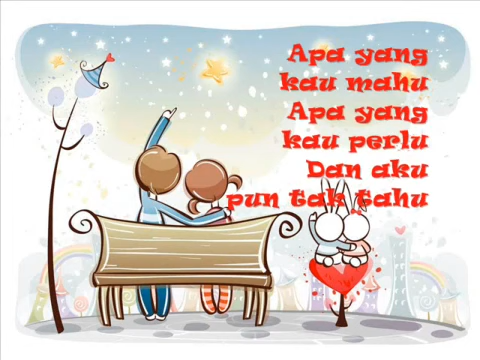 Apa yang
kau mahu
Apa yang
kau perlu
Dan aku
pun tak tahu